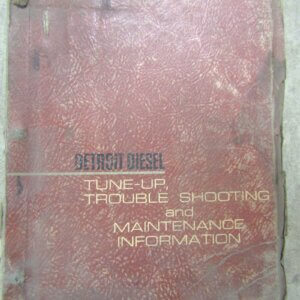 DETROIT DIESEL
TUNE-UP,
TROUBLE SHOOTING
and
MAINTENANCE
INFORMATION